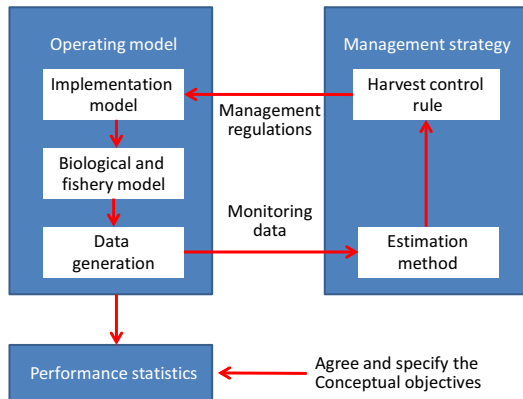 Operating model
Implementation
model
Biological and
fishery model
Data
generation
Management
regulations
Monitoring
data
Management strategy
Harvest control
rule
Estimation
method
Performance statistics
Agree and specify the
Conceptual objectives